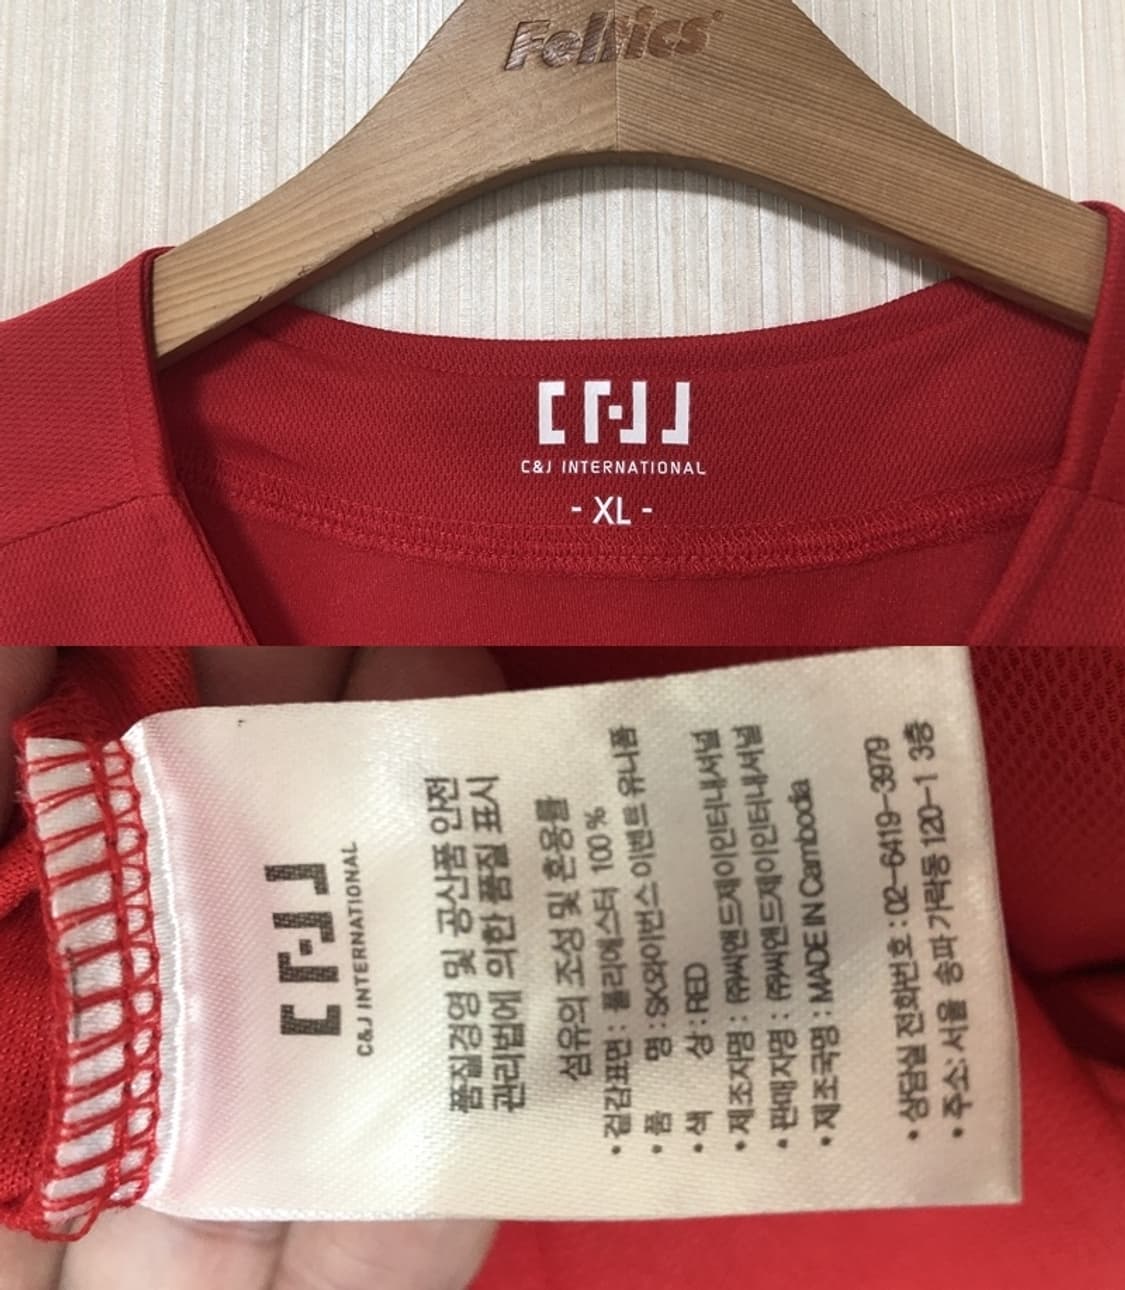 Feltics
C&J INTERNATIONAL
- XL -
C&J INTERNATIONAL
품질경영 및 공산품 안전
관리법에 의한 품질 표시
섬유의 조성 및 혼용률
• 겉감표면 : 폴리에스터 100 %
• 품 명 : SK와이번스 이벤트 유니폼
• 색 상 : RED
• 제조자명 : ㈜씨앤드제이인터내셔널
• 판매자명 : ㈜씨앤드제이인터내셔널
• 제조국명 : MADE IN Cambodia
• 상담실 전화번호 : 02-6419-3979
• 주소: 서울 송파 가락동 120-1 3층